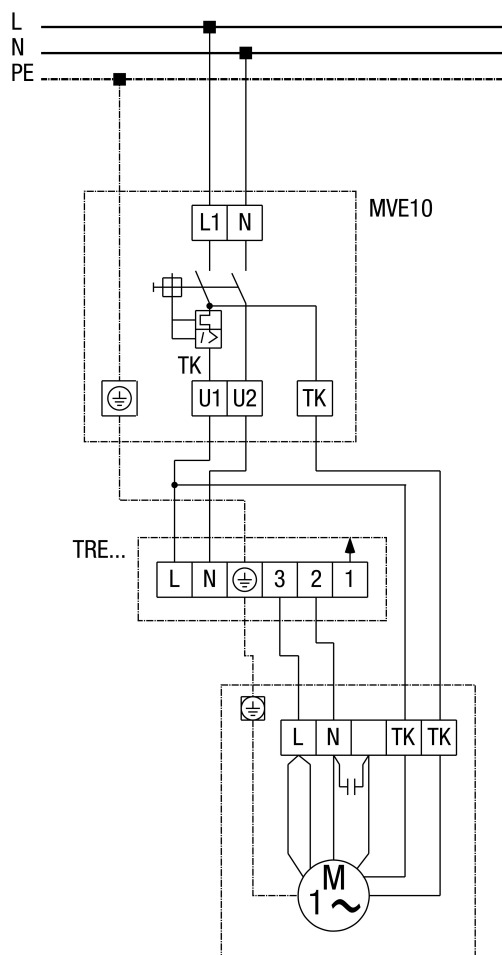 L
N
PE
MVE10
L1 N
I >
TK
U1 U2 TK
TRE...
L N 3 2 1
L N TK TK
M
1 ~